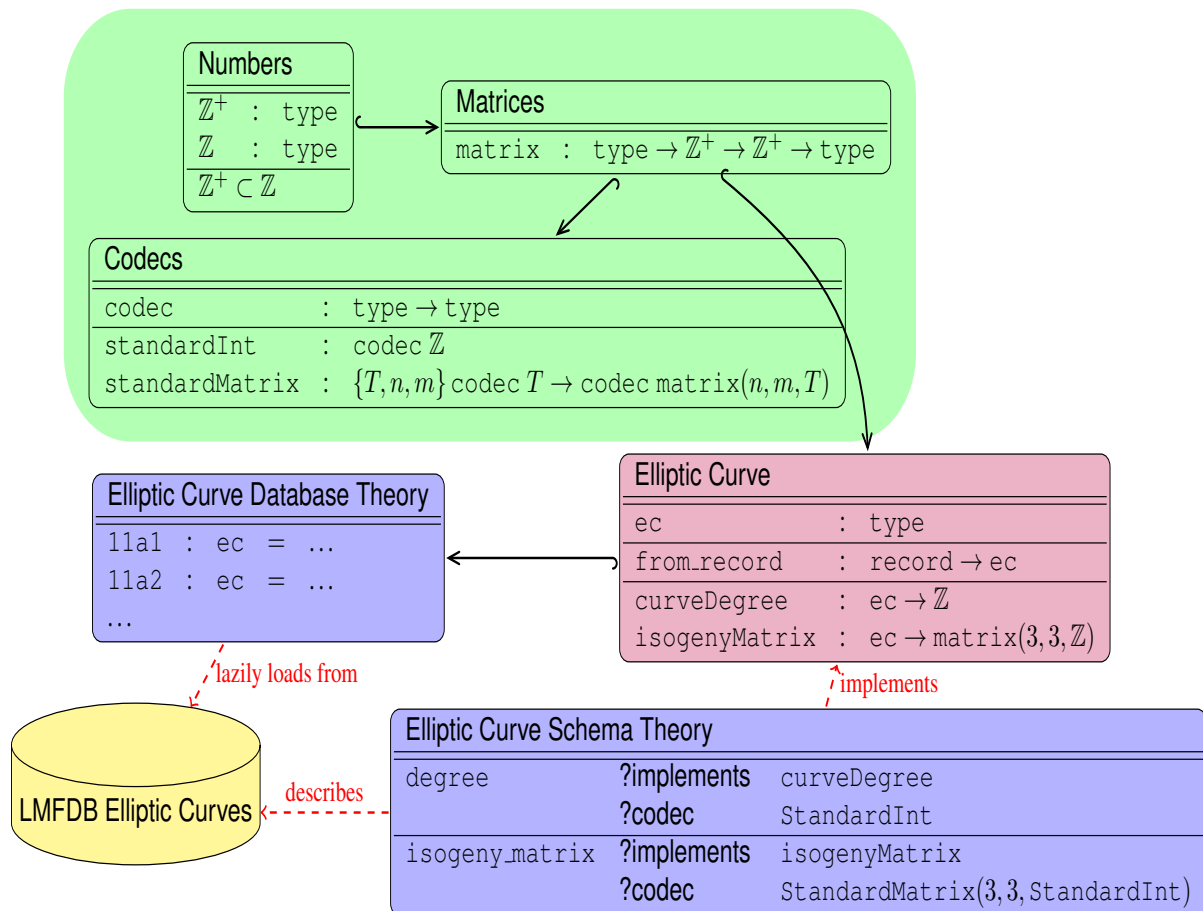 Numbers
ℤ⁺ : type
ℤ : type
ℤ⁺ ⊂ ℤ
Matrices
matrix : type → ℤ⁺ → ℤ⁺ → type
Codecs
codec : type → type
standardInt : codec ℤ
standardMatrix : {T, n, m} codec T → codec matrix(n, m, T)
Elliptic Curve Database Theory
11a1 : ec = ...
11a2 : ec = ...
...
Elliptic Curve
ec : type
from_record : record → ec
curveDegree : ec → ℤ
isogenyMatrix : ec → matrix(3, 3, ℤ)
lazily loads from
implements
LMFDB Elliptic Curves
describes
Elliptic Curve Schema Theory
degree ?implements curveDegree
?codec StandardInt
isogeny_matrix ?implements isogenyMatrix
?codec StandardMatrix(3, 3, StandardInt)